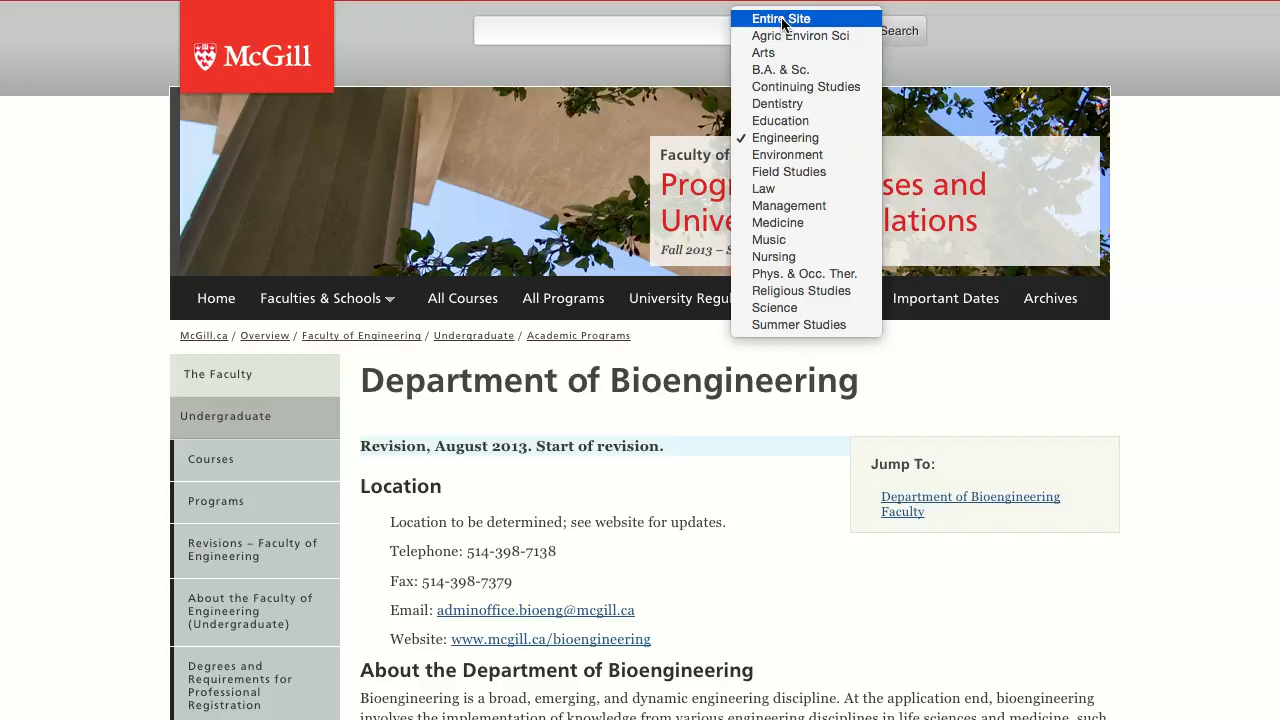 McGill
Search
Entire Site
Agric Environ Sci
Arts
B.A. & Sc.
Continuing Studies
Dentistry
Education
Engineering
Environment
Field Studies
Law
Management
Medicine
Music
Nursing
Phys. & Occ. Ther.
Religious Studies
Science
Summer Studies
Faculty of
Fall 2013 –
Home
Faculties & Schools
All Courses
All Programs
University
Important Dates
Archives
McGill.ca / Overview / Faculty of Engineering / Undergraduate / Academic Programs
The Faculty
Undergraduate
Courses
Programs
Revisions – Faculty of
Engineering
About the Faculty of
Engineering
(Undergraduate)
Degrees and
Requirements for
Professional
Registration
Department of Bioengineering
Revision, August 2013. Start of revision.
Location
Location to be determined; see website for updates.
Telephone: 514-398-7138
Fax: 514-398-7379
Email: adminoffice.bioeng@mcgill.ca
Website: www.mcgill.ca/bioengineering
About the Department of Bioengineering
Bioengineering is a broad, emerging, and dynamic engineering discipline. At the application end, bioengineering
involves the implementation of knowledge from various engineering disciplines in life sciences and medicine, such
Jump To:
Department of Bioengineering
Faculty